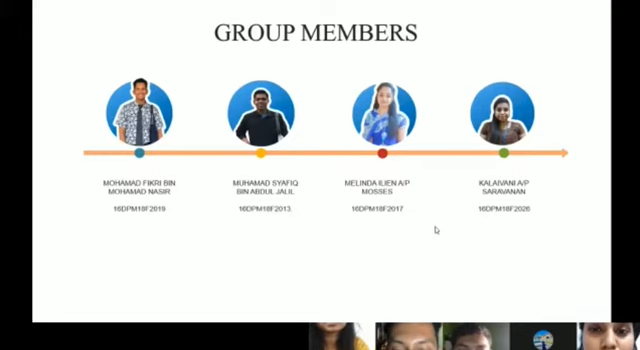 GROUP MEMBERS
MOHAMAD FIKRI BIN
MOHAMAD NASIR
16DPM18F2019
MUHAMAD SYAFIQ
BIN ABDUL JALIL
16DPM18F2013
MELINDA ILIEN A/P
MOSSES
16DPM18F2017
KALAIVANI A/P
SARAVANAN
16DPM18F2026